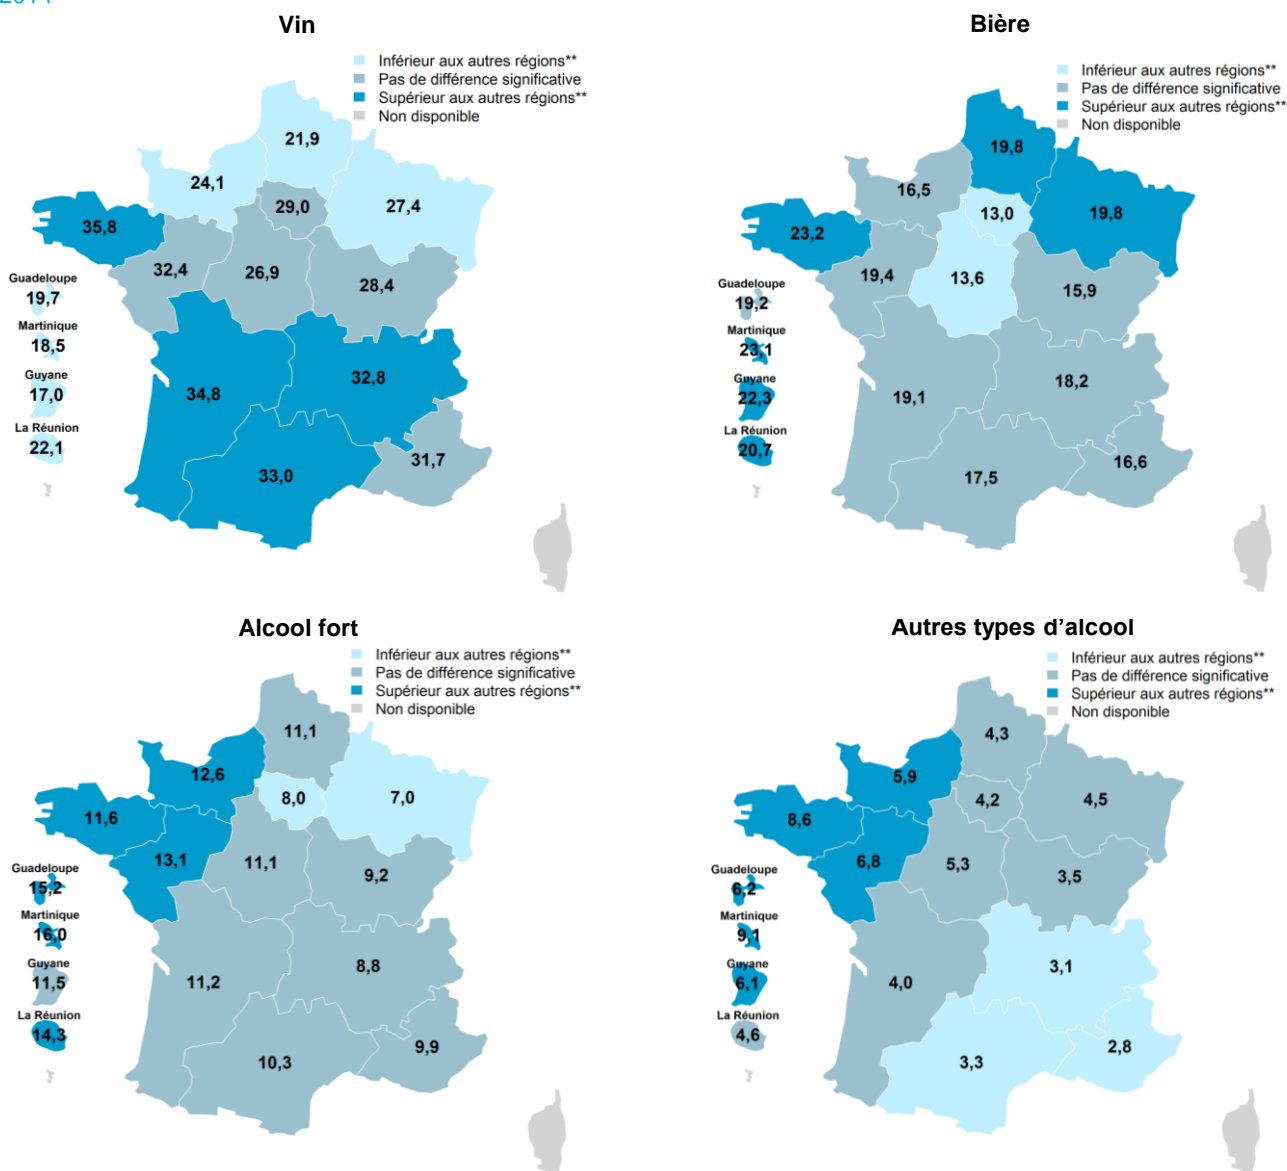 Vin
Inférieur aux autres régions**
Pas de différence significative
Supérieur aux autres régions**
Non disponible
21,9
24,1
29,0
27,4
35,8
32,4
26,9
28,4
Guadeloupe
19,7
Martinique
18,5
Guyane
17,0
La Réunion
22,1
34,8
32,8
33,0
31,7
Bière
Inférieur aux autres régions**
Pas de différence significative
Supérieur aux autres régions**
Non disponible
19,8
16,5
13,0
19,8
23,2
19,4
13,6
15,9
Guadeloupe
19,2
Martinique
23,1
Guyane
22,3
La Réunion
20,7
19,1
18,2
17,5
16,6
Alcool fort
Inférieur aux autres régions**
Pas de différence significative
Supérieur aux autres régions**
Non disponible
11,1
12,6
8,0
7,0
11,6
13,1
11,1
9,2
Guadeloupe
15,2
Martinique
16,0
Guyane
11,5
La Réunion
14,3
11,2
8,8
10,3
9,9
Autres types d’alcool
Inférieur aux autres régions**
Pas de différence significative
Supérieur aux autres régions**
Non disponible
4,3
5,9
4,2
4,5
8,6
6,8
5,3
3,5
Guadeloupe
6,2
Martinique
9,1
Guyane
6,1
La Réunion
4,6
4,0
3,1
3,3
2,8